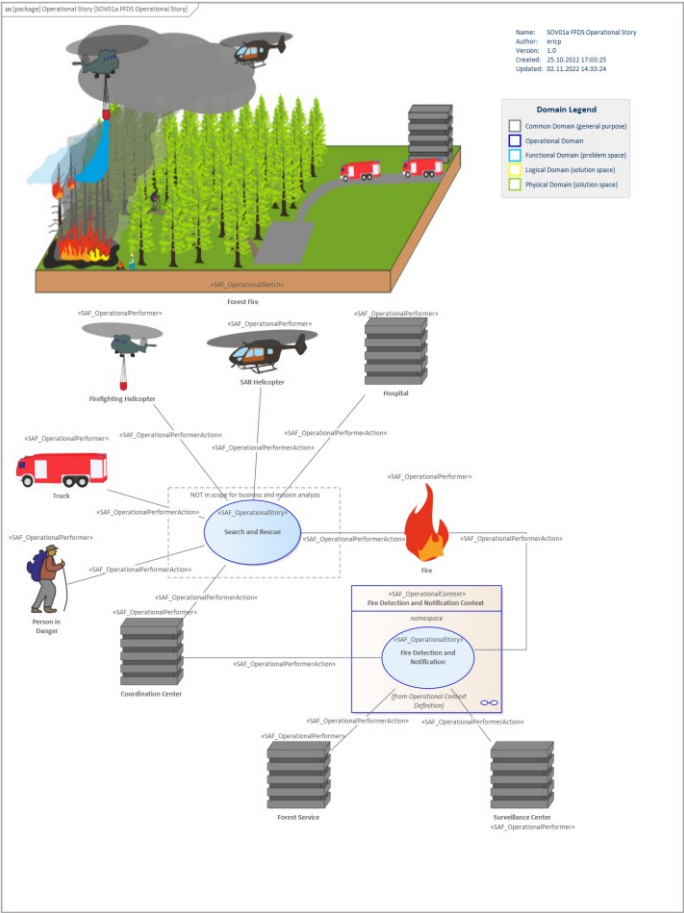 uc [package] Operational Story [SOV01a FFDS Operational Story]
Name: SOV01a FFDS Operational Story
Author: ericp
Version: 1.0
Created: 25.10.2022 17:03:25
Updated: 02.11.2022 14:33:24
Domain Legend
Common Domain (general purpose)
Operational Domain
Functional Domain (problem space)
Logical Domain (solution space)
Physical Domain (solution space)
«SAF_OperationalSketch»
Forest Fire
«SAF_OperationalPerformer»
Firefighting Helicopter
«SAF_OperationalPerformer»
SAR Helicopter
«SAF_OperationalPerformer»
Hospital
«SAF_OperationalPerformerAction»
«SAF_OperationalPerformerAction»
«SAF_OperationalPerformerAction»
«SAF_OperationalPerformer»
Truck
«SAF_OperationalPerformerAction»
NOT in scope for business and mission analysis
«SAF_OperationalStory»
Search and Rescue
«SAF_OperationalPerformer»
Fire
«SAF_OperationalPerformerAction»
«SAF_OperationalPerformerAction»
«SAF_OperationalPerformer»
Person in
Danger
«SAF_OperationalPerformerAction»
«SAF_OperationalPerformerAction»
«SAF_OperationalPerformer»
Coordination Center
«SAF_OperationalPerformerAction»
«SAF_OperationalContext»
Fire Detection and Notification Context
namespace
«SAF_OperationalStory»
Fire Detection and
Notification
(from Operational Context
Definition)
«SAF_OperationalPerformerAction»
«SAF_OperationalPerformerAction»
«SAF_OperationalPerformer»
Forest Service
Surveillance Center
«SAF_OperationalPerformer»